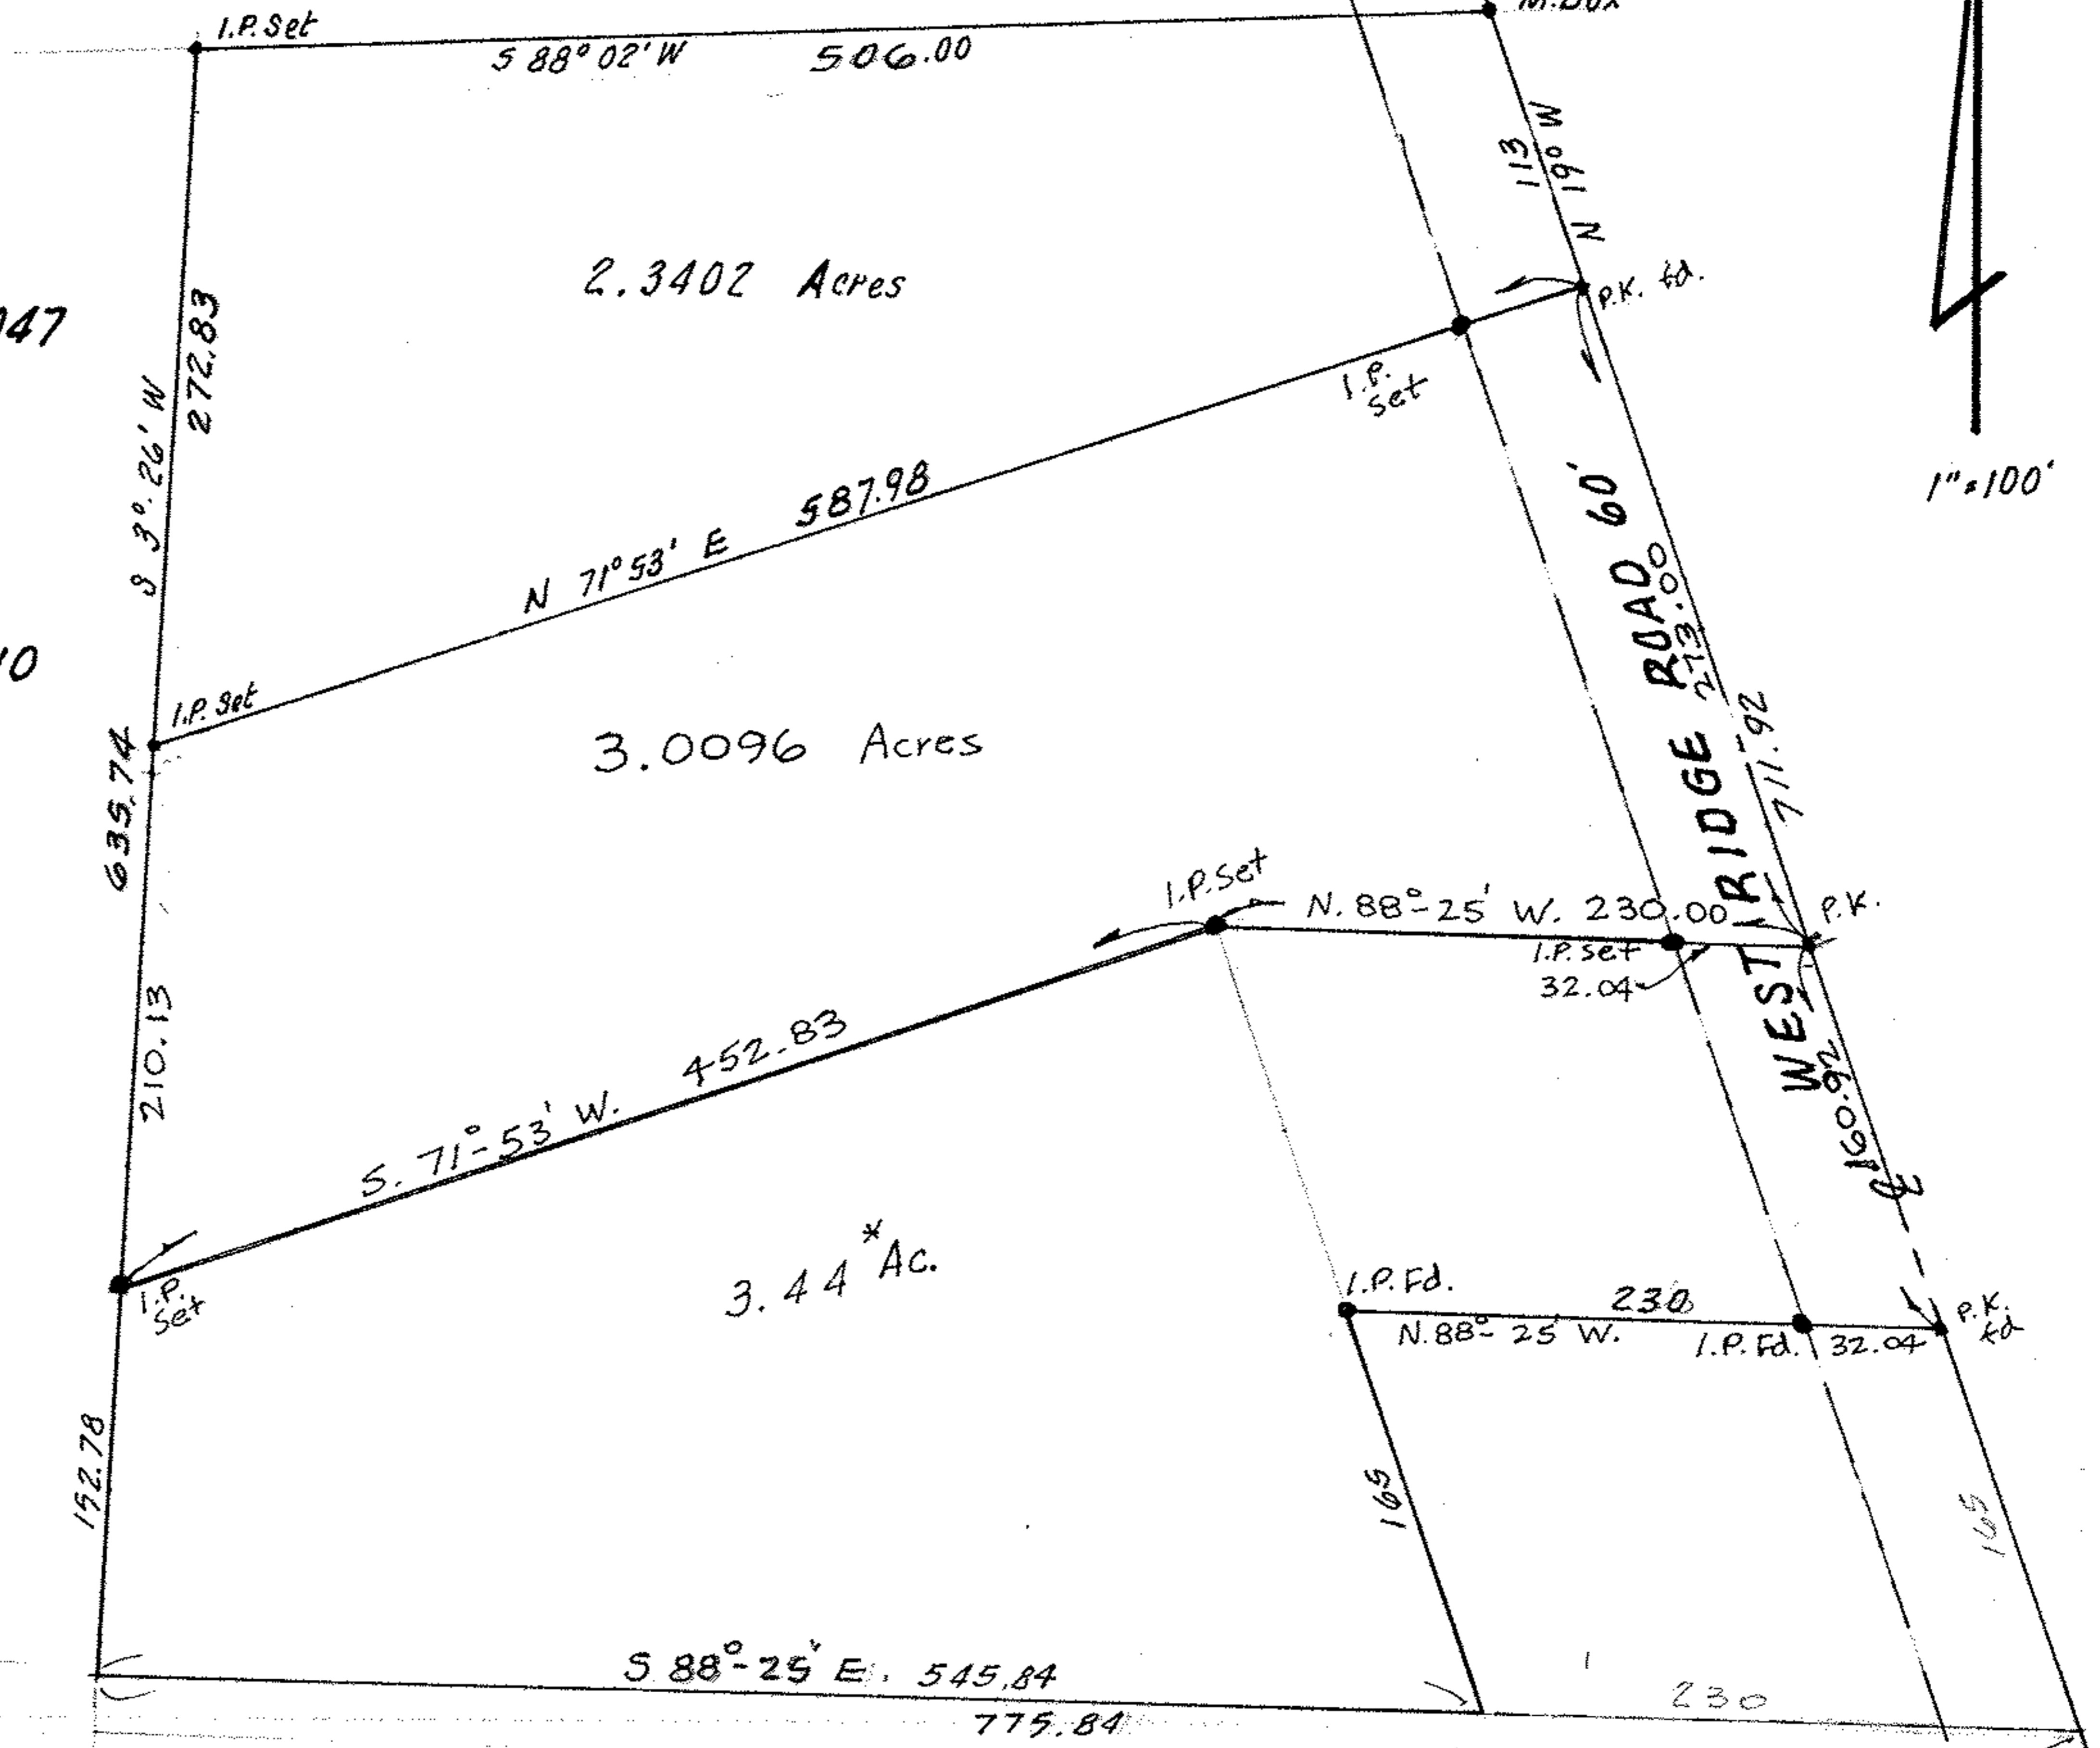 I.P. Set
M. Box
S 88° 02' W 506.00
113
N 19° W
2.3402 Acres
P.K. fd.
272.83
S 3°. 26' W
I.P.
Set
1" = 100'
587.98
N 71° 53' E
WEST RIDGE ROAD 60'
273.00
711.92
I.P. Set
635.74
3.0096 Acres
I.P. Set
N. 88°-25' W. 230.00
P.K.
I.P. set
32.04
210.13
452.83
S. 71°-53' W.
160.92
3.44 * Ac.
I.P.
Set
I.P. Fd.
230
N. 88°- 25 W.
I.P. Fd.
32.04
P.K.
fd
192.78
165
165
S 88°-25' E. 545.84
230
775.84